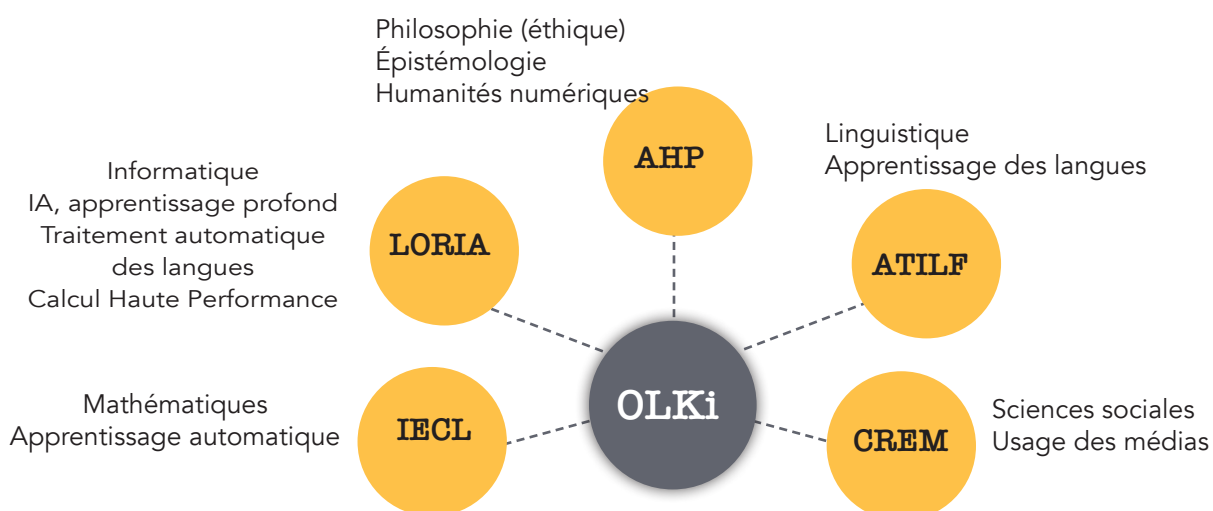 Philosophie (éthique)
Épistémologie
Humanités numériques
AHP
Linguistique
Apprentissage des langues
ATILF
Informatique
IA, apprentissage profond
Traitement automatique
des langues
Calcul Haute Performance
LORIA
OLKi
Mathématiques
Apprentissage automatique
IECL
CREM
Sciences sociales
Usage des médias